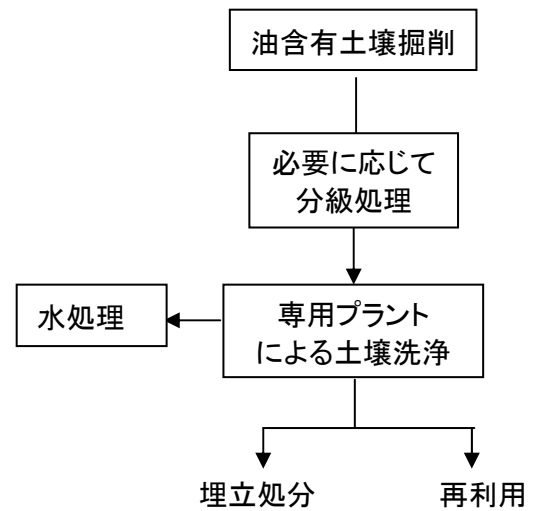 油含有土壌掘削
必要に応じて
分級処理
水処理
専用プラント
による土壌洗浄
埋立処分
再利用